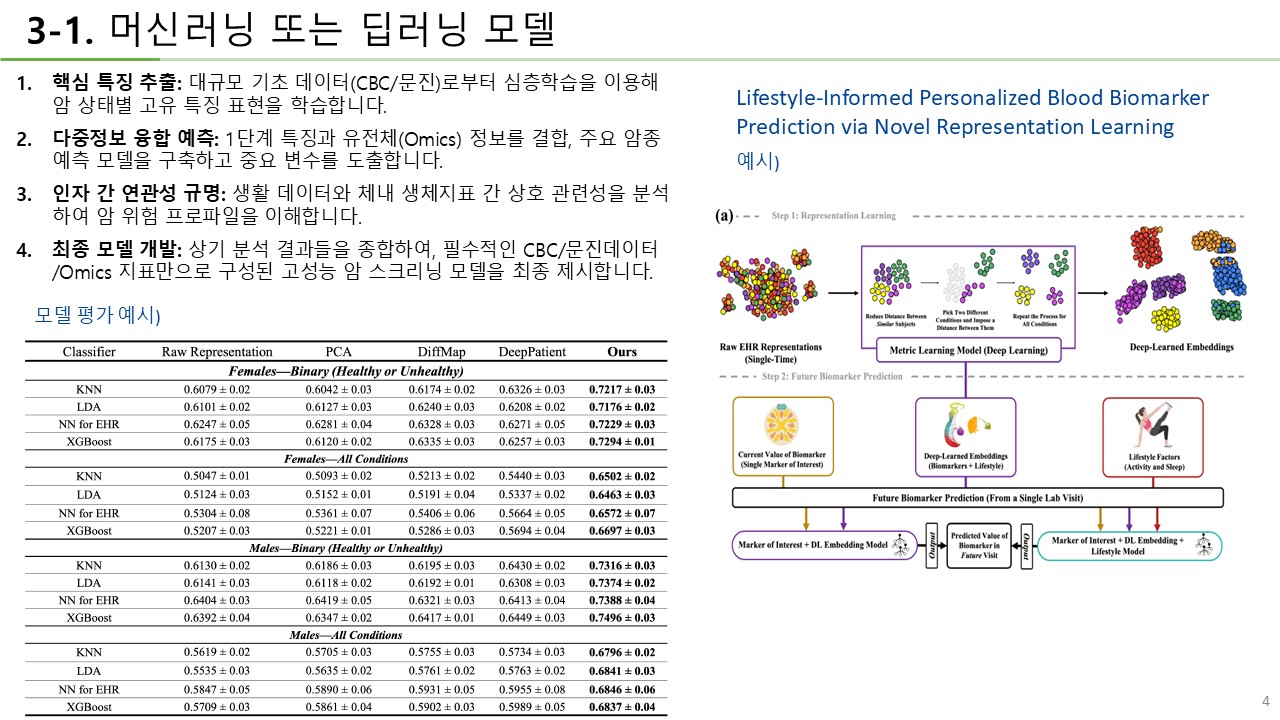 3-1. 머신러닝 또는 딥러닝 모델
1. 핵심 특징 추출: 대규모 기초 데이터(CBC/문진)로부터 심층학습을 이용해
암 상태별 고유 특징 표현을 학습합니다.
2. 다중정보 융합 예측: 1단계 특징과 유전체(Omics) 정보를 결합, 주요 암종
예측 모델을 구축하고 중요 변수를 도출합니다.
3. 인자 간 연관성 규명: 생활 데이터와 체내 생체지표 간 상호 관련성을 분석
하여 암 위험 프로파일을 이해합니다.
4. 최종 모델 개발: 상기 분석 결과들을 종합하여, 필수적인 CBC/문진데이터
/Omics 지표만으로 구성된 고성능 암 스크리닝 모델을 최종 제시합니다.
모델 평가 예시)
Classifier Raw Representation PCA DiffMap DeepPatient Ours
Females—Binary (Healthy or Unhealthy)
KNN 0.6079 ± 0.02 0.6042 ± 0.03 0.6174 ± 0.02 0.6326 ± 0.03 0.7217 ± 0.03
LDA 0.6101 ± 0.02 0.6127 ± 0.03 0.6240 ± 0.03 0.6208 ± 0.02 0.7176 ± 0.02
NN for EHR 0.6247 ± 0.05 0.6281 ± 0.04 0.6328 ± 0.03 0.6271 ± 0.05 0.7229 ± 0.03
XGBoost 0.6175 ± 0.03 0.6120 ± 0.02 0.6335 ± 0.03 0.6257 ± 0.03 0.7294 ± 0.01
Females—All Conditions
KNN 0.5047 ± 0.01 0.5093 ± 0.02 0.5213 ± 0.02 0.5440 ± 0.03 0.6502 ± 0.02
LDA 0.5124 ± 0.03 0.5152 ± 0.01 0.5191 ± 0.04 0.5337 ± 0.02 0.6463 ± 0.03
NN for EHR 0.5304 ± 0.08 0.5361 ± 0.07 0.5406 ± 0.06 0.5664 ± 0.05 0.6572 ± 0.07
XGBoost 0.5207 ± 0.03 0.5221 ± 0.01 0.5286 ± 0.03 0.5694 ± 0.04 0.6697 ± 0.03
Males—Binary (Healthy or Unhealthy)
KNN 0.6130 ± 0.02 0.6186 ± 0.03 0.6195 ± 0.03 0.6430 ± 0.02 0.7316 ± 0.03
LDA 0.6141 ± 0.03 0.6118 ± 0.02 0.6192 ± 0.01 0.6308 ± 0.03 0.7374 ± 0.02
NN for EHR 0.6404 ± 0.03 0.6419 ± 0.05 0.6321 ± 0.03 0.6413 ± 0.04 0.7388 ± 0.04
XGBoost 0.6392 ± 0.04 0.6347 ± 0.02 0.6417 ± 0.01 0.6449 ± 0.03 0.7496 ± 0.03
Males—All Conditions
KNN 0.5619 ± 0.02 0.5705 ± 0.03 0.5755 ± 0.03 0.5734 ± 0.03 0.6796 ± 0.02
LDA 0.5535 ± 0.03 0.5635 ± 0.02 0.5761 ± 0.02 0.5763 ± 0.02 0.6841 ± 0.03
NN for EHR 0.5847 ± 0.05 0.5890 ± 0.06 0.5931 ± 0.05 0.5955 ± 0.08 0.6846 ± 0.06
XGBoost 0.5709 ± 0.03 0.5861 ± 0.04 0.5902 ± 0.03 0.5989 ± 0.05 0.6837 ± 0.04
Lifestyle-Informed Personalized Blood Biomarker
Prediction via Novel Representation Learning
예시)
(a) Step 1: Representation Learning
Reduce Distance Between
Similar Subjects
Pick Two Different
Conditions and Impose a
Distance Between Them
Repeat the Process for
All Conditions
Raw EHR Representations
(Single-Time)
Metric Learning Model (Deep Learning)
Deep-Learned Embeddings
Step 2: Future Biomarker Prediction
Current Value of Biomarker
(Single Marker of Interest)
Deep-Learned Embeddings
(Biomarkers + Lifestyle)
Lifestyle Factors
(Activity and Sleep)
Future Biomarker Prediction (From a Single Lab Visit)
Marker of Interest + DL Embedding Model
Output
Predicted Value of
Biomarker in
Future Visit
Output
Marker of Interest + DL Embedding +
Lifestyle Model
4